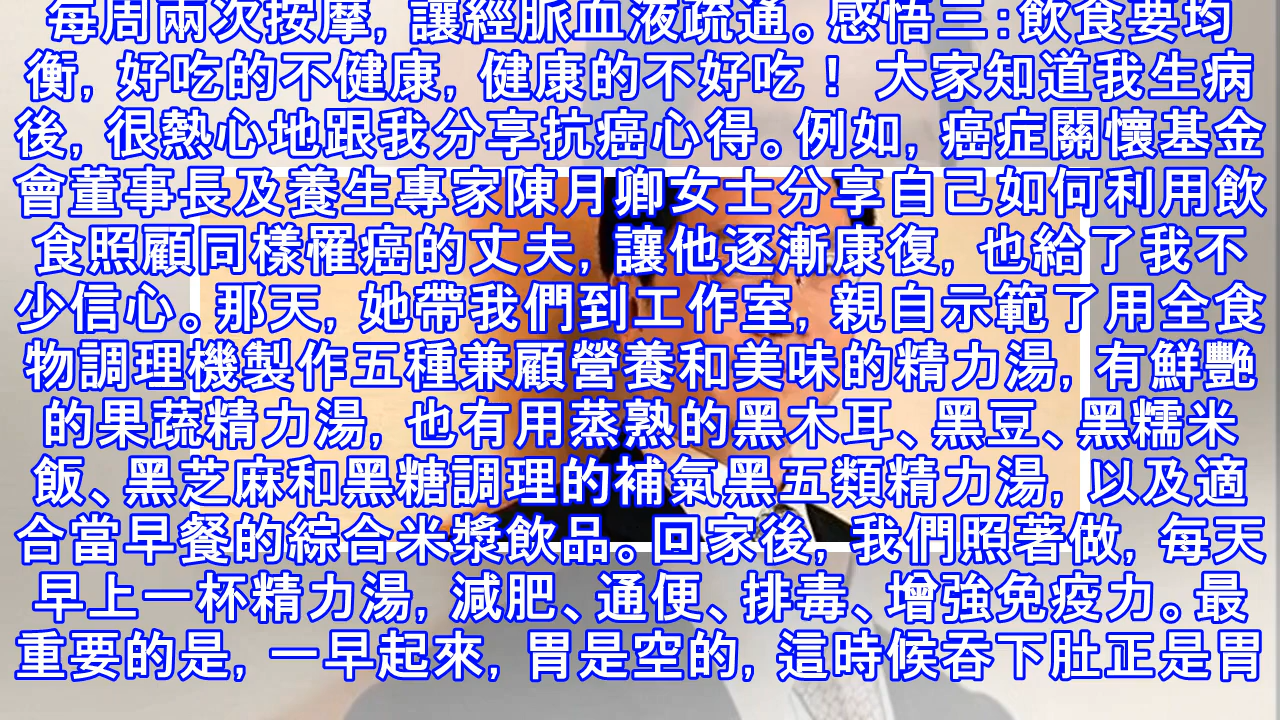 每周兩次按摩, 讓經脈血液疏通。感悟三:飲食要均
衡, 好吃的不健康, 健康的不好吃! 大家知道我生病
後, 很熱心地跟我分享抗癌心得。例如, 癌症關懷基金
會董事長及養生專家陳月卿女士分享自己如何利用飲
食照顧同樣罹癌的丈夫, 讓他逐漸康復, 也給了我不
少信心。那天, 她帶我們到工作室, 親自示範了用全食
物調理機製作五種兼顧營養和美味的精力湯, 有鮮艷
的果蔬精力湯, 也有用蒸熟的黑木耳、黑豆、黑糯米
飯、黑芝麻和黑糖調理的補氣黑五類精力湯, 以及適
合當早餐的綜合米漿飲品。回家後, 我們照著做, 每天
早上一杯精力湯, 減肥、通便、排毒、增強免疫力。最
重要的是, 一早起來, 胃是空的, 這時候吞下肚正是胃